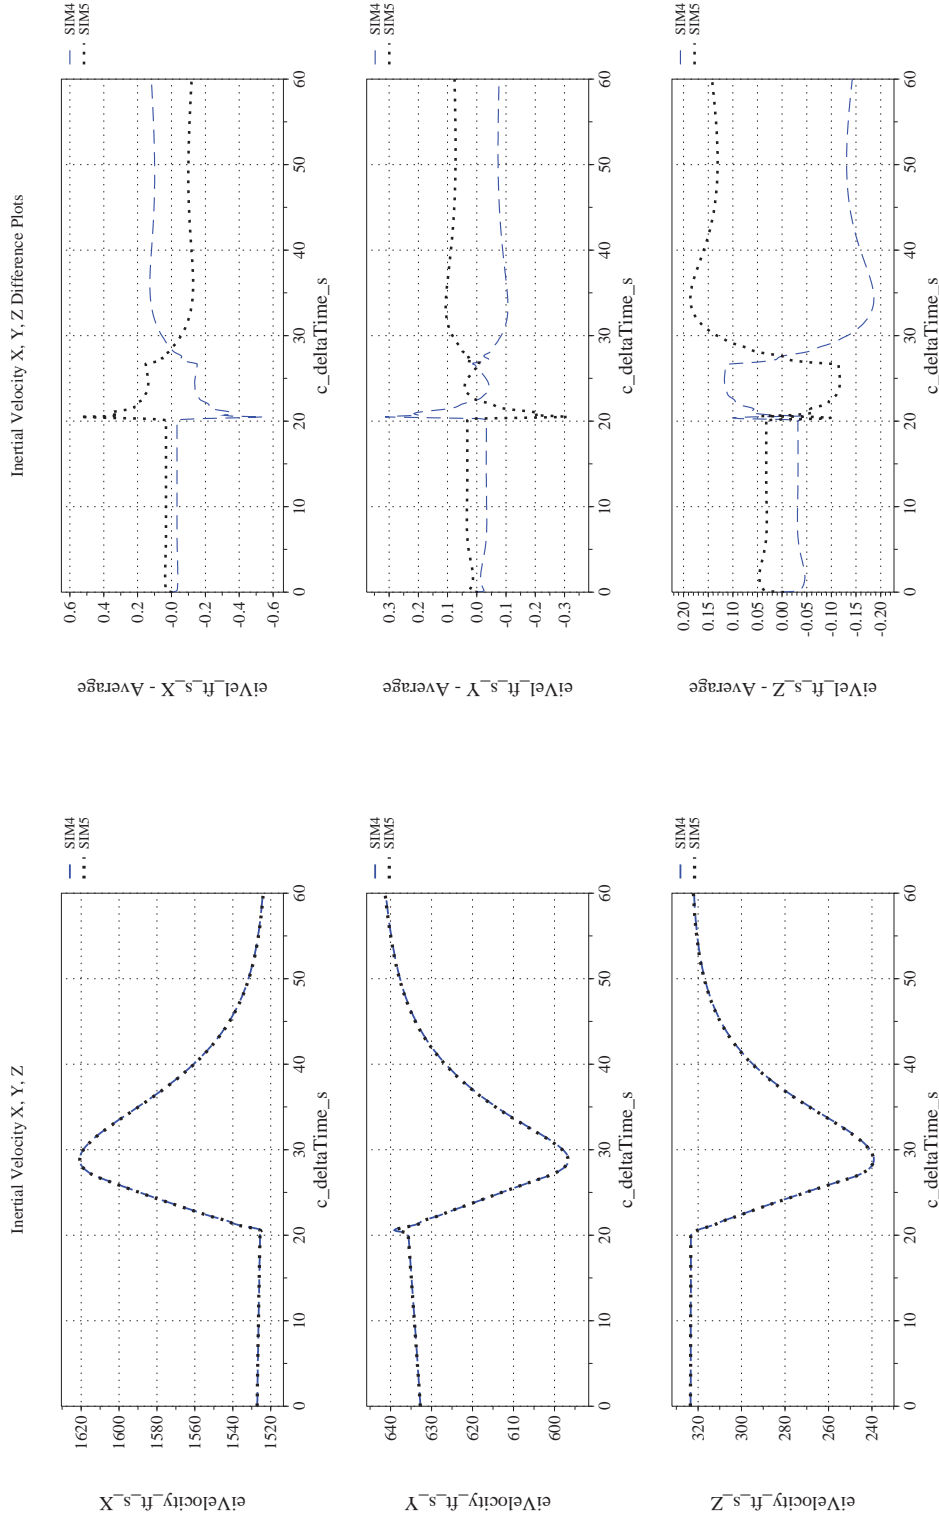 Inertial Velocity X, Y, Z
eiVelocity_ft_s_X
1620
1600
1580
1560
1540
1520
0 10 20 30 40 50 60
c_deltaTime_s
SIM4
SIM5
eiVelocity_ft_s_Y
640
630
620
610
600
0 10 20 30 40 50 60
c_deltaTime_s
SIM4
SIM5
eiVelocity_ft_s_Z
320
300
280
260
240
0 10 20 30 40 50 60
c_deltaTime_s
SIM4
SIM5
Inertial Velocity X, Y, Z Difference Plots
eiVel_ft_s_X - Average
0.6
0.4
0.2
-0.0
-0.2
-0.4
-0.6
0 10 20 30 40 50 60
c_deltaTime_s
SIM4
SIM5
eiVel_ft_s_Y - Average
0.3
0.2
0.1
0.0
-0.1
-0.2
-0.3
0 10 20 30 40 50 60
c_deltaTime_s
SIM4
SIM5
eiVel_ft_s_Z - Average
0.20
0.15
0.10
0.05
0.00
-0.05
-0.10
-0.15
-0.20
0 10 20 30 40 50 60
c_deltaTime_s
SIM4
SIM5